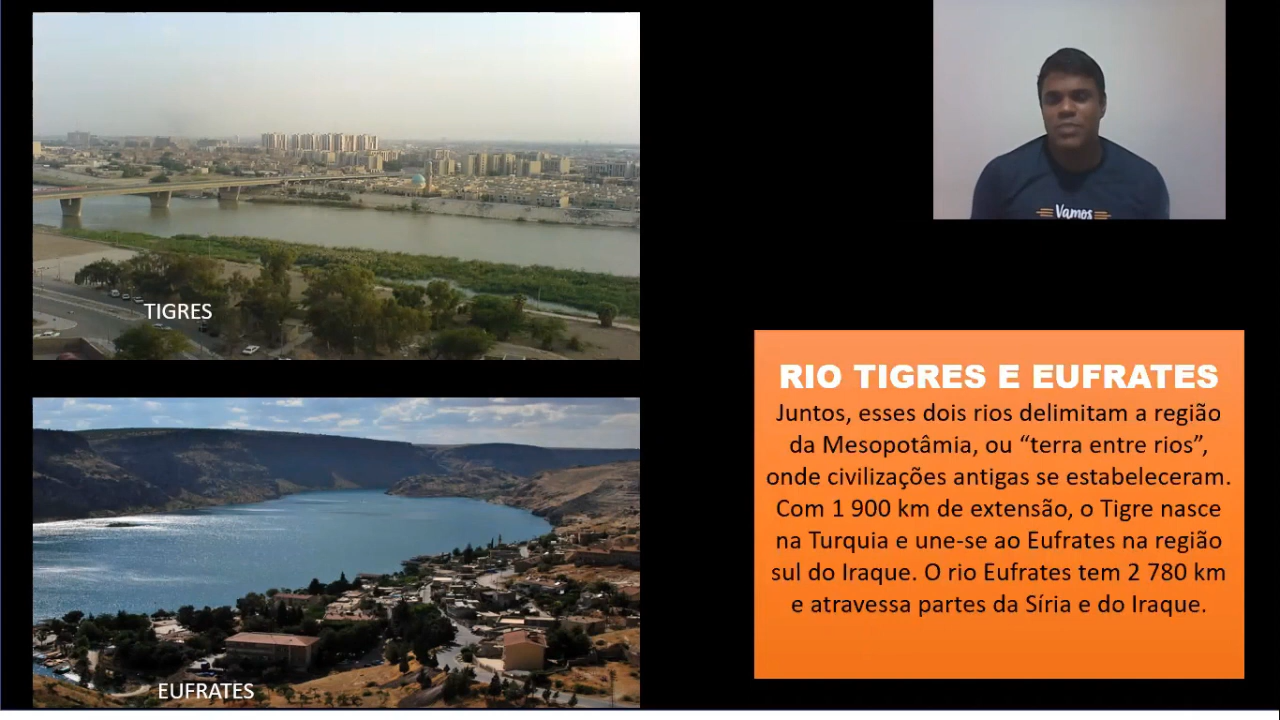 TIGRES
EUFRATES
Vamos
RIO TIGRES E EUFRATES
Juntos, esses dois rios delimitam a região
da Mesopotâmia, ou “terra entre rios”,
onde civilizações antigas se estabeleceram.
Com 1 900 km de extensão, o Tigre nasce
na Turquia e une-se ao Eufrates na região
sul do Iraque. O rio Eufrates tem 2 780 km
e atravessa partes da Síria e do Iraque.